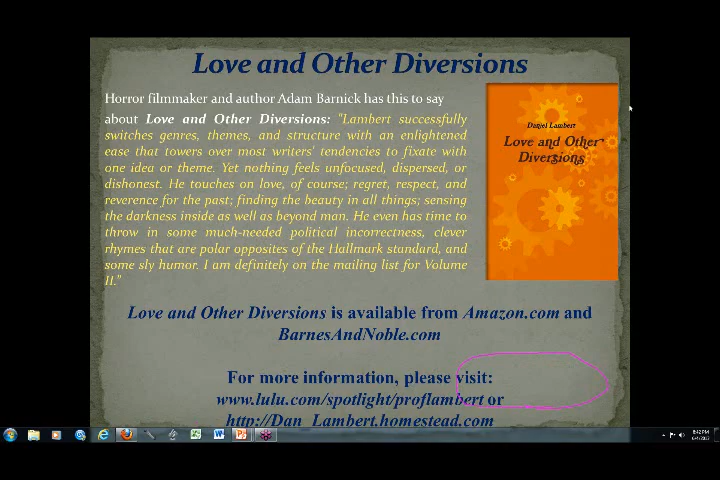 Love and Other Diversions
Horror filmmaker and author Adam Barnick has this to say
about Love and Other Diversions: "Lambert successfully
switches genres, themes, and structure with an enlightened
ease that towers over most writers' tendencies to fixate with
one idea or theme. Yet nothing feels unfocused, dispersed, or
dishonest. He touches on love, of course; regret, respect, and
reverence for the past; finding the beauty in all things; sensing
the darkness inside as well as beyond man. He even has time to
throw in some much-needed political incorrectness, clever
rhymes that are polar opposites of the Hallmark standard, and
some sly humor. I am definitely on the mailing list for Volume
II."
Daniel Lambert
Love and Other
Diversions
Love and Other Diversions is available from Amazon.com and
BarnesAndNoble.com
For more information, please visit:
www.lulu.com/spotlight/proflambert or
http://Dan_Lambert.homestead.com
8:42 PM